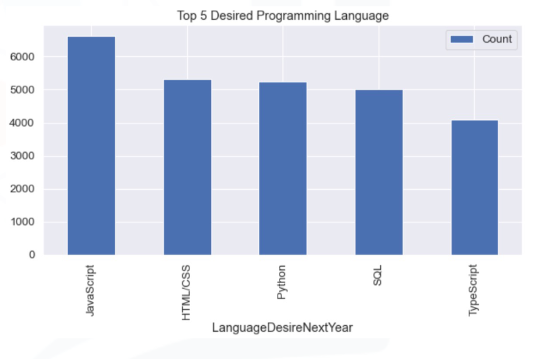 Top 5 Desired Programming Language
Count
6000
5000
4000
3000
2000
1000
0
JavaScript
HTML/CSS
Python
SQL
TypeScript
LanguageDesireNextYear